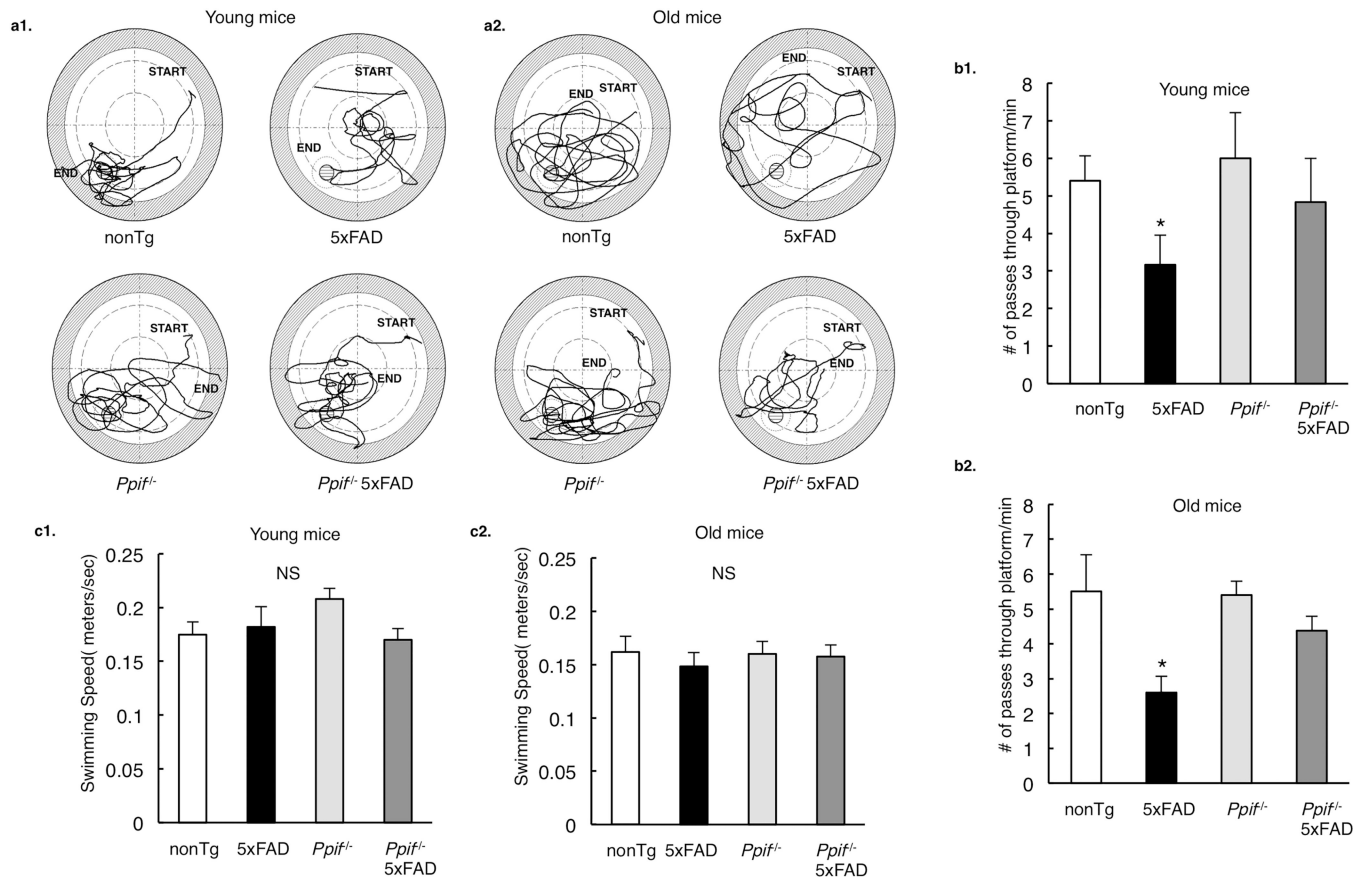 a1.
Young mice
START
END
nonTg
START
END
5xFAD
START
END
Ppif-/-
START
END
Ppif-/- 5xFAD
a2.
Old mice
END
START
nonTg
END
START
5xFAD
START
END
Ppif-/-
START
END
Ppif-/- 5xFAD
b1.
Young mice
# of passes through platform/min
8
7
6
5
4
3
2
1
0
*
nonTg
5xFAD
Ppif-/-
Ppif-/-
5xFAD
b2.
Old mice
# of passes through platform/min
8
7
6
5
4
3
2
1
0
*
nonTg
5xFAD
Ppif-/-
Ppif-/-
5xFAD
c1.
Young mice
NS
Swimming Speed( meters/sec)
0.25
0.2
0.15
0.1
0.05
0
nonTg
5xFAD
Ppif-/-
Ppif-/-
5xFAD
c2.
Old mice
NS
Swimming Speed( meters/sec)
0.25
0.2
0.15
0.1
0.05
0
nonTg
5xFAD
Ppif-/-
Ppif-/-
5xFAD